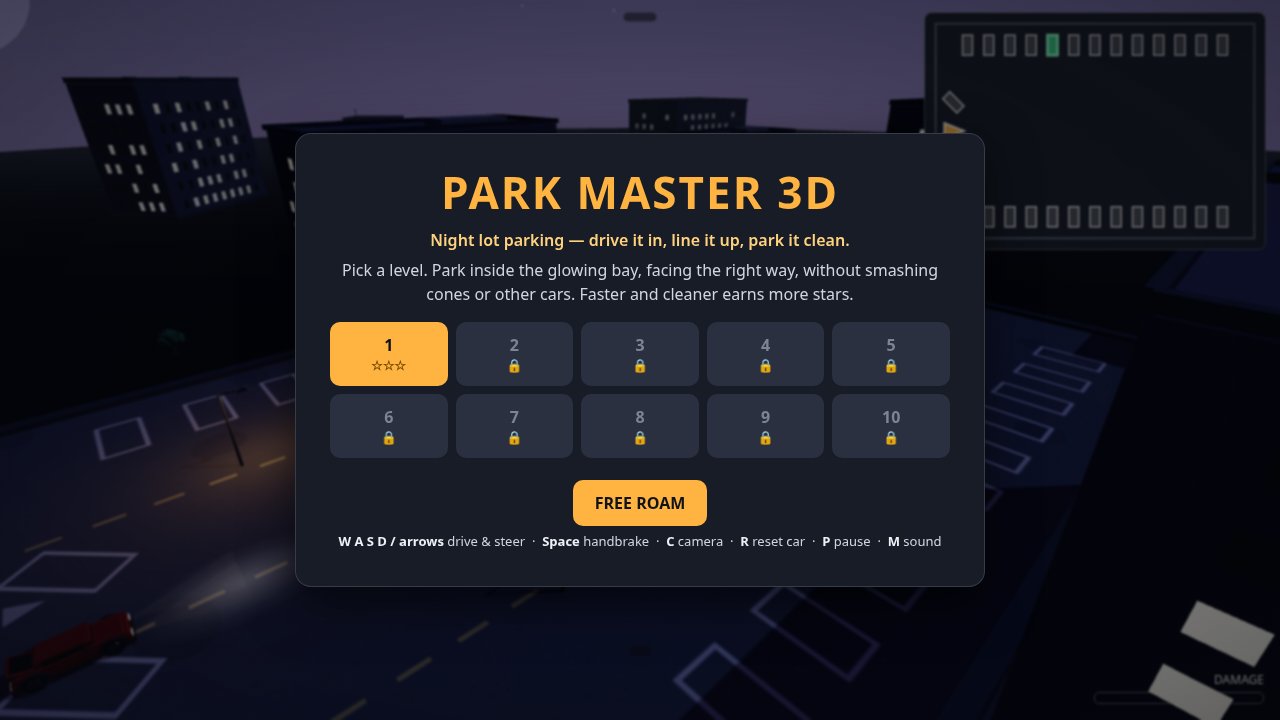 PARK MASTER 3D
Night lot parking — drive it in, line it up, park it clean.
Pick a level. Park inside the glowing bay, facing the right way, without smashing
cones or other cars. Faster and cleaner earns more stars.
1 2 3 4 5
☆☆☆ 🔒 🔒 🔒 🔒
6 7 8 9 10
🔒 🔒 🔒 🔒 🔒
FREE ROAM
W A S D / arrows drive & steer · Space handbrake · C camera · R reset car · P pause · M sound
DAMAGE